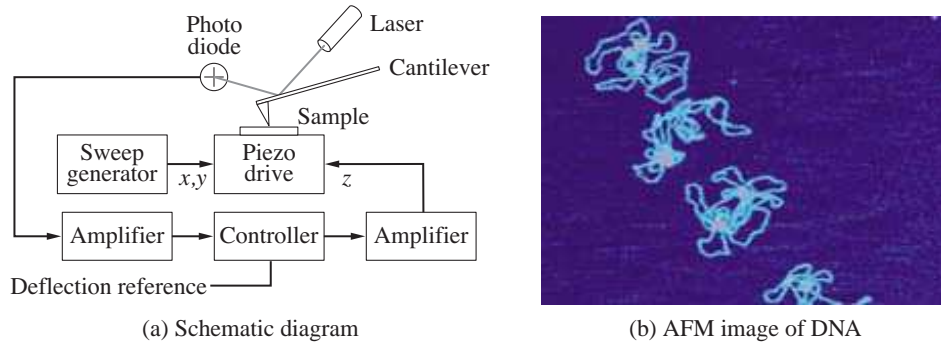 Photo
diode
Laser
Cantilever
Sample
Sweep
generator
x,y
Piezo
drive
z
Amplifier
Controller
Amplifier
Deflection reference
(a) Schematic diagram
(b) AFM image of DNA